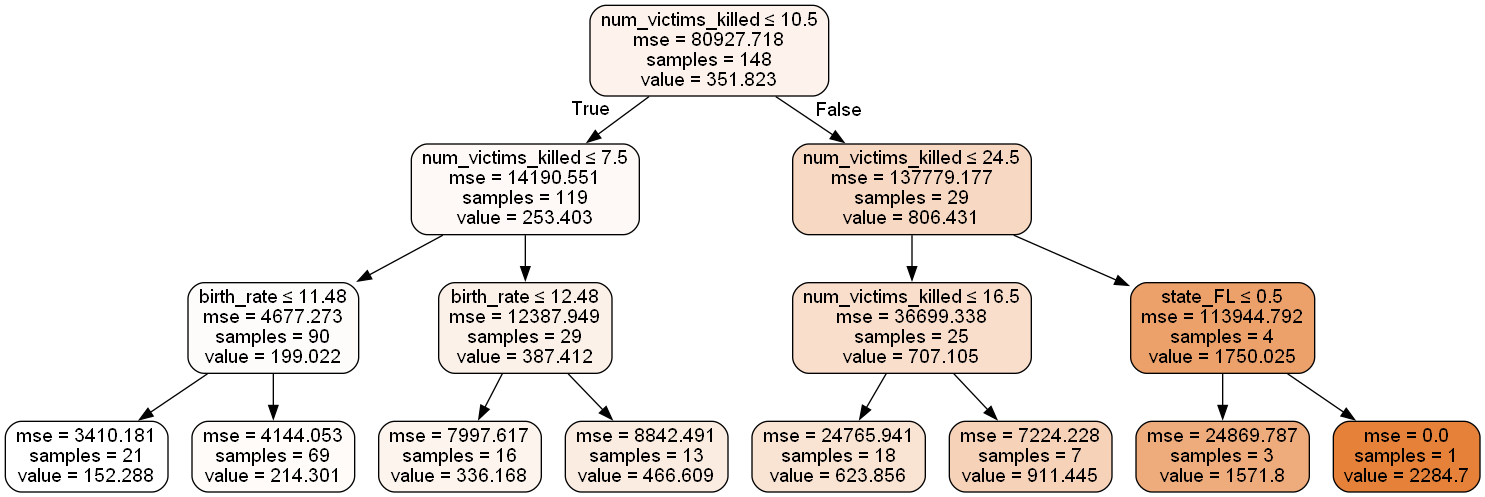 num_victims_killed ≤ 10.5
mse = 80927.718
samples = 148
value = 351.823
True
False
num_victims_killed ≤ 7.5
mse = 14190.551
samples = 119
value = 253.403
num_victims_killed ≤ 24.5
mse = 137779.177
samples = 29
value = 806.431
birth_rate ≤ 11.48
mse = 4677.273
samples = 90
value = 199.022
birth_rate ≤ 12.48
mse = 12387.949
samples = 29
value = 387.412
num_victims_killed ≤ 16.5
mse = 36699.338
samples = 25
value = 707.105
state_FL ≤ 0.5
mse = 113944.792
samples = 4
value = 1750.025
mse = 3410.181
samples = 21
value = 152.288
mse = 4144.053
samples = 69
value = 214.301
mse = 7997.617
samples = 16
value = 336.168
mse = 8842.491
samples = 13
value = 466.609
mse = 24765.941
samples = 18
value = 623.856
mse = 7224.228
samples = 7
value = 911.445
mse = 24869.787
samples = 3
value = 1571.8
mse = 0.0
samples = 1
value = 2284.7